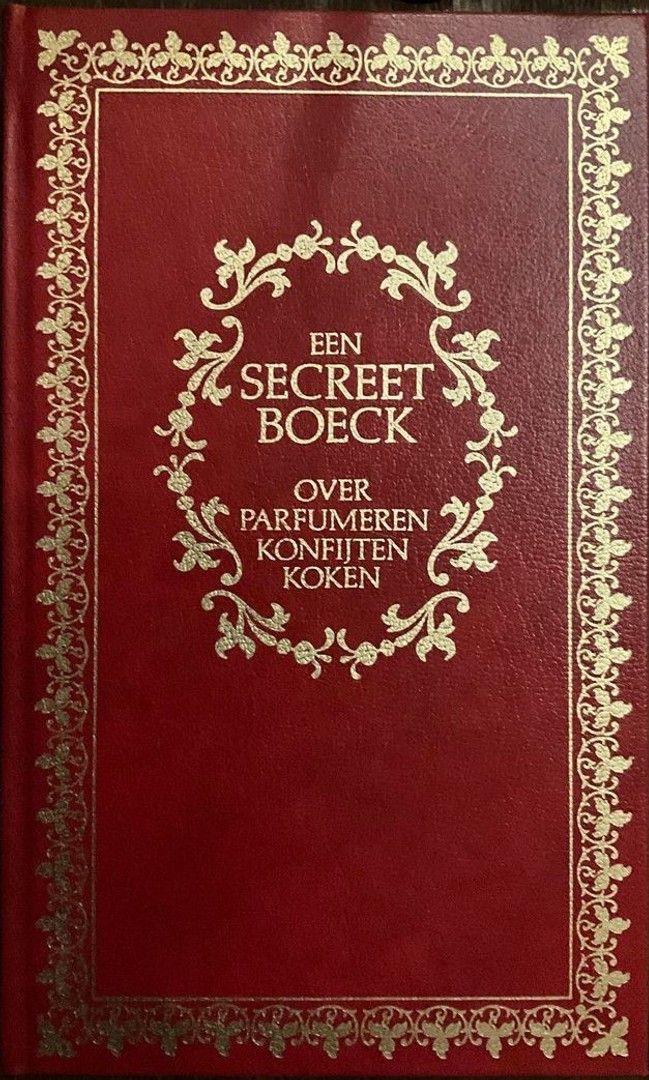 EEN
SECREET
BOECK
OVER
PARFUMEREN
KONFIJTEN
KOKEN